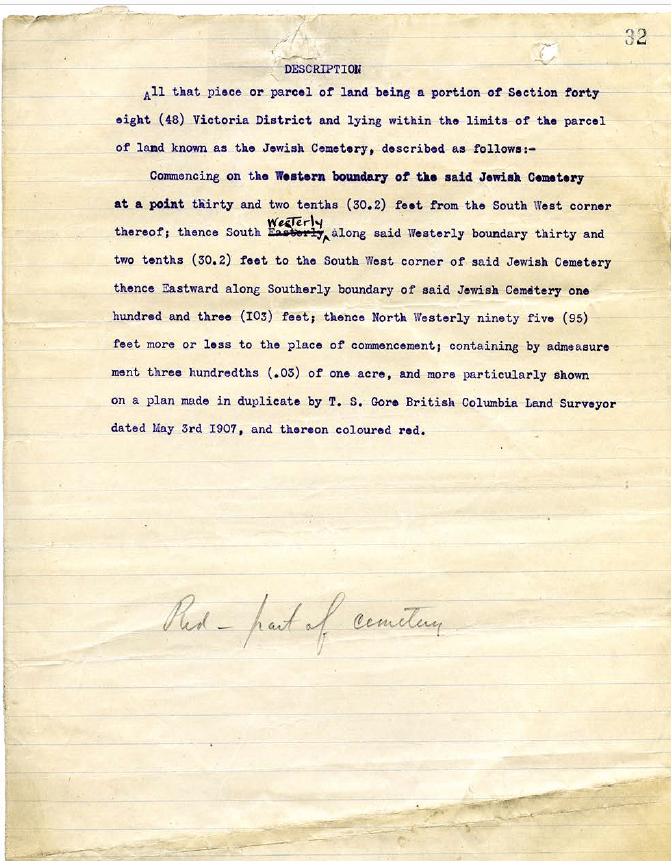 32
DESCRIPTION
All that piece or parcel of land being a portion of Section forty
eight (48) Victoria District and lying within the limits of the parcel
of land known as the Jewish Cemetery, described as follows:-
Commencing on the Western boundary of the said Jewish Cemetery
at a point thirty and two tenths (30.2) feet from the South West corner
Westerly
thereof; thence South Easterly along said Westerly boundary thirty and
two tenths (30.2) feet to the South West corner of said Jewish Cemetery
thence Eastward along Southerly boundary of said Jewish Cemetery one
hundred and three (I03) feet; thence North Westerly ninety five (95)
feet more or less to the place of commencement; containing by admeasure
ment three hundredths (.03) of one acre, and more particularly shown
on a plan made in duplicate by T. S. Gore British Columbia Land Surveyor
dated May 3rd I907, and thereon coloured red.
Red - part of cemetery